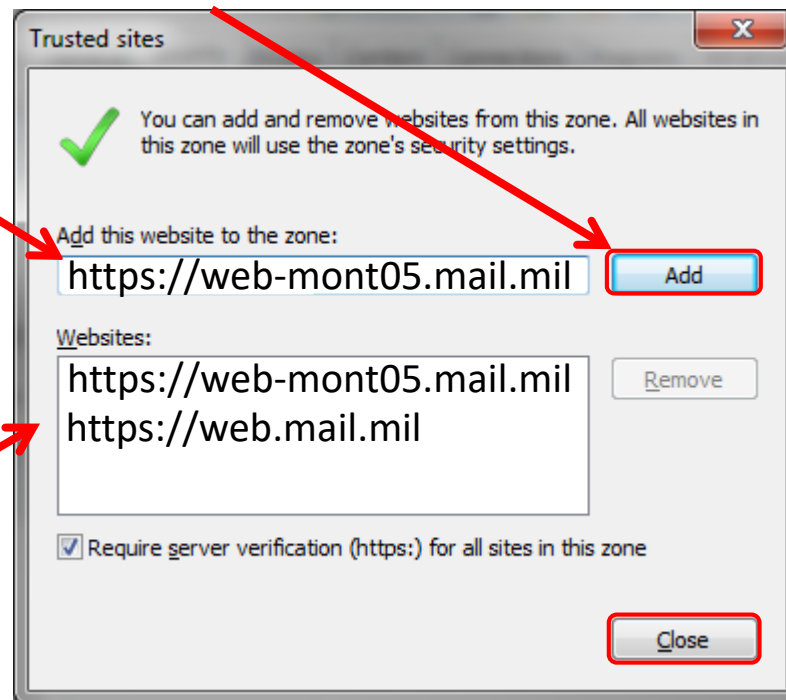 Trusted sites
You can add and remove websites from this zone. All websites in
this zone will use the zone's security settings.
Add this website to the zone:
https://web-mont05.mail.mil Add
Websites:
https://web-mont05.mail.mil Remove
https://web.mail.mil
Require server verification (https:) for all sites in this zone
Close